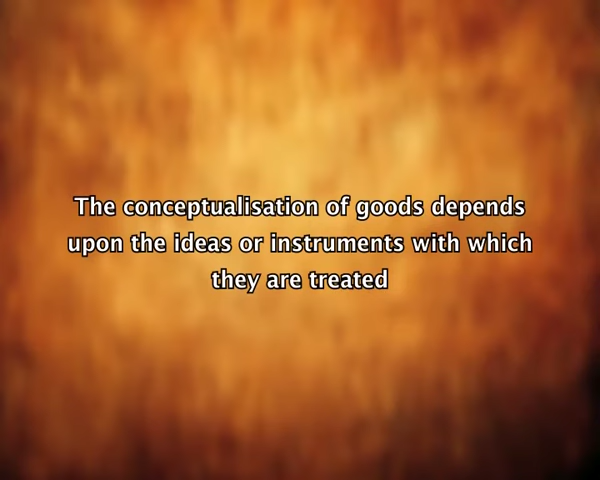 The conceptualisation of goods depends
upon the ideas or instruments with which
they are treated